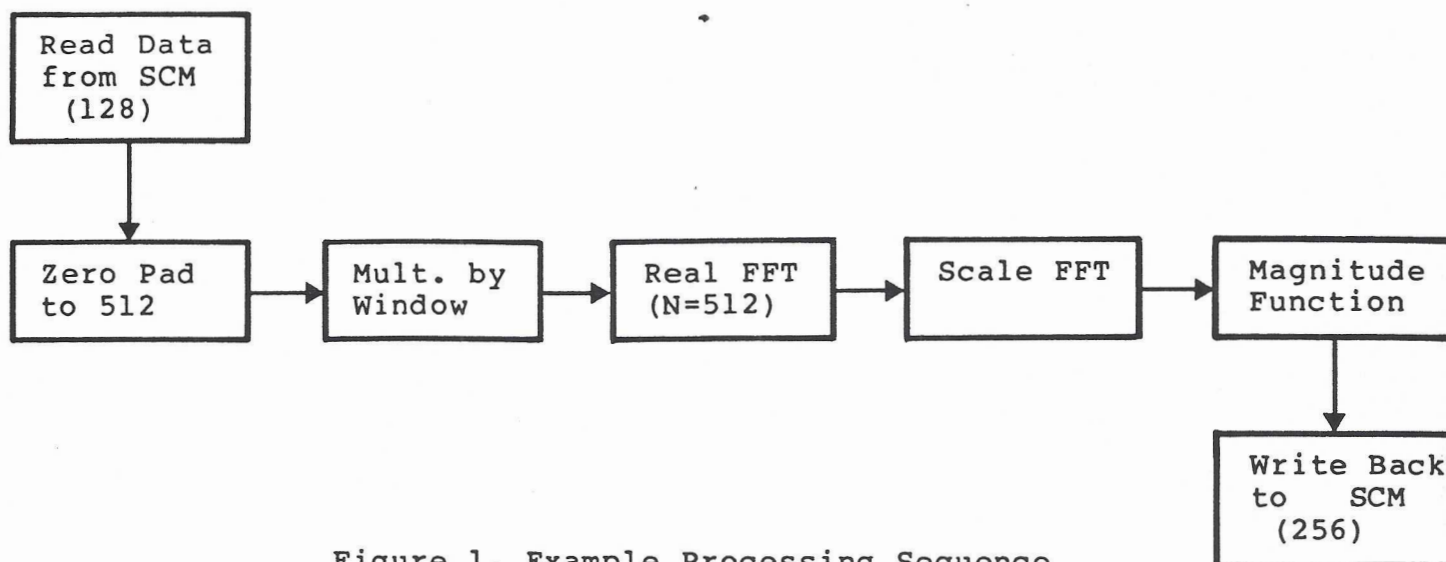 Read Data
from SCM
(128)
Zero Pad
to 512
Mult. by
Window
Real FFT
(N=512)
Scale FFT
Magnitude
Function
Write Back
to SCM
(256)
Figure 1. Example Processing Sequence